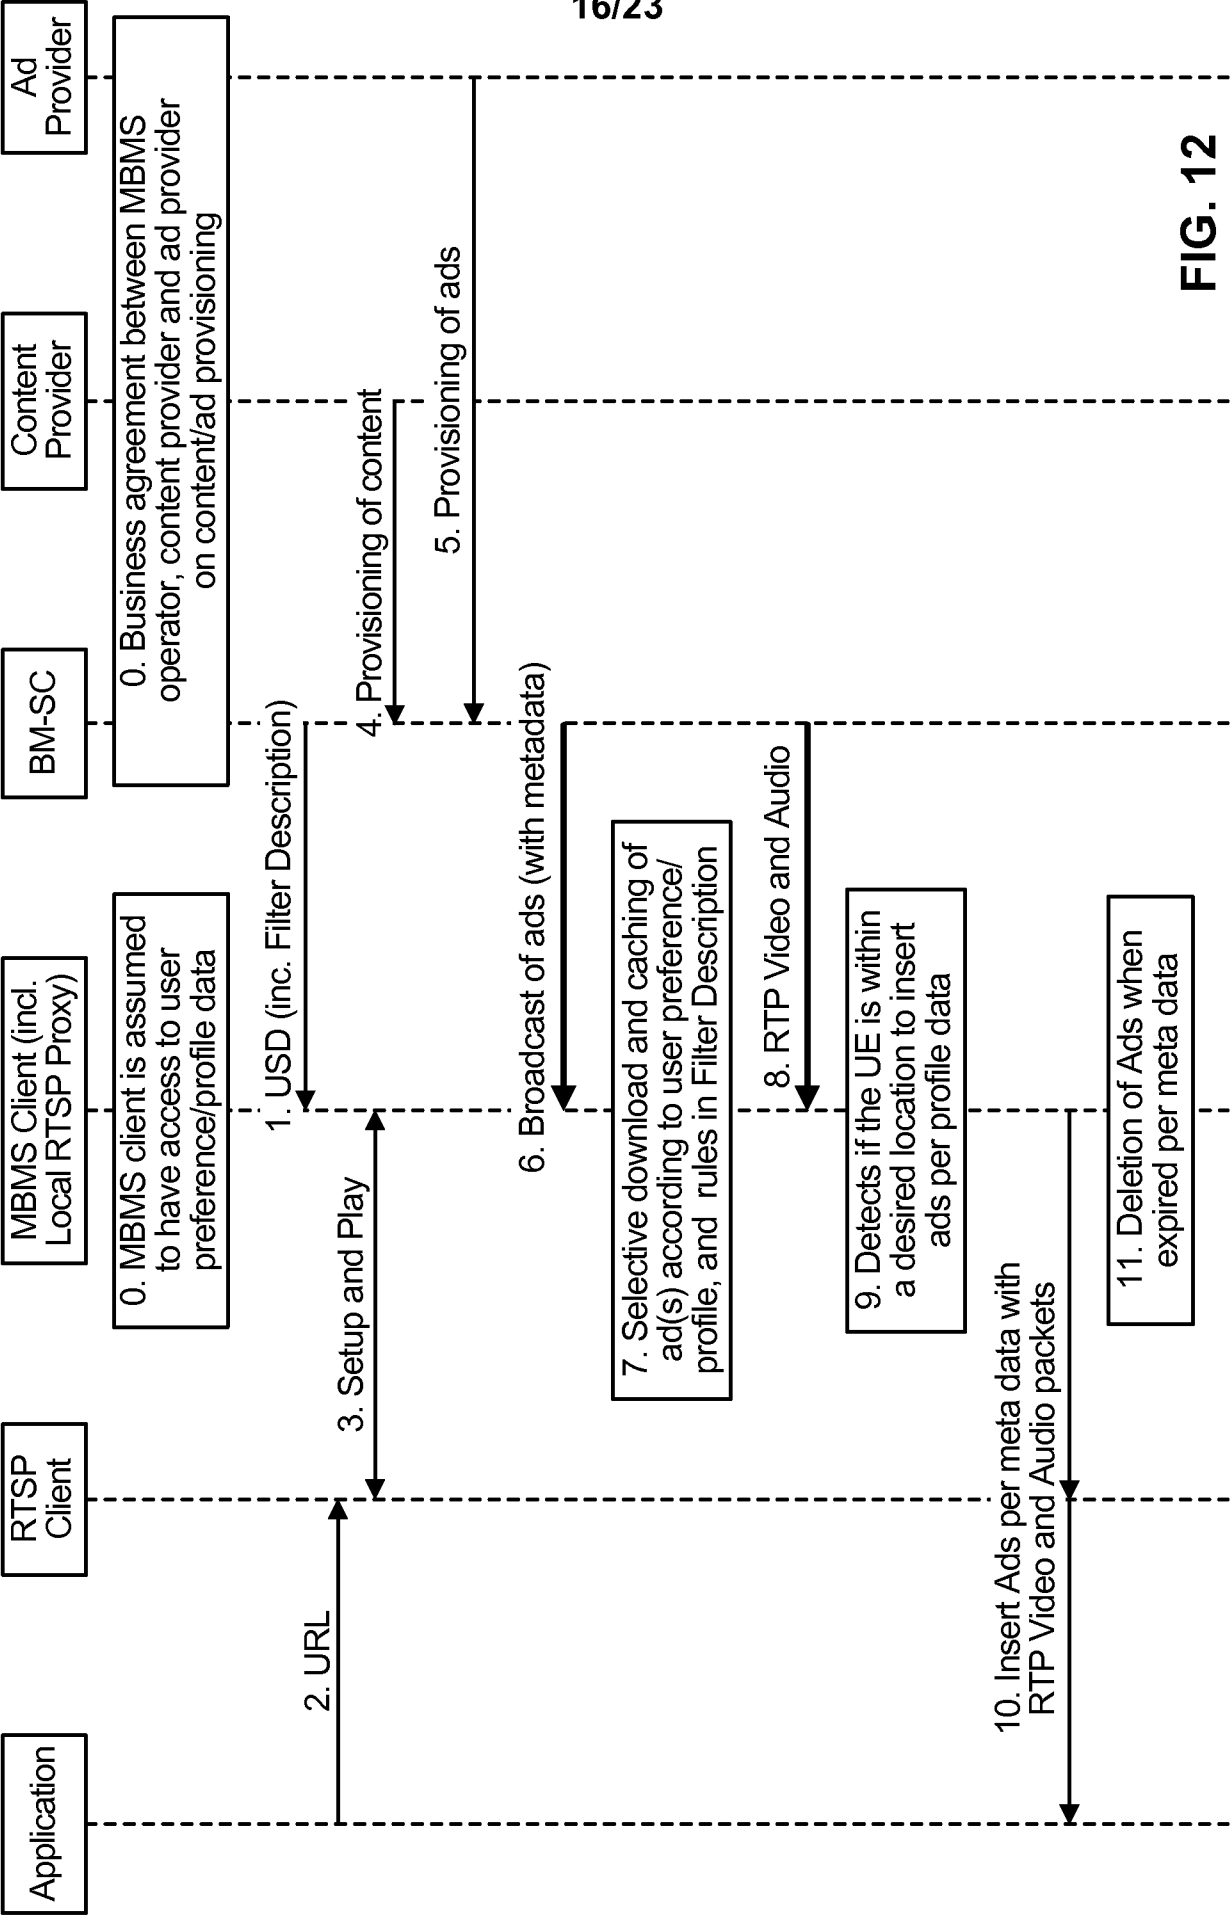 16/23
Application
RTSP
Client
MBMS Client (incl.
Local RTSP Proxy)
BM-SC
Content
Provider
Ad
Provider
0. MBMS client is assumed
to have access to user
preference/profile data
0. Business agreement between MBMS
operator, content provider and ad provider
on content/ad provisioning
1. USD (inc. Filter Description)
2. URL
3. Setup and Play
4. Provisioning of content
5. Provisioning of ads
6. Broadcast of ads (with metadata)
7. Selective download and caching of
ad(s) according to user preference/
profile, and rules in Filter Description
8. RTP Video and Audio
9. Detects if the UE is within
a desired location to insert
ads per profile data
10. Insert Ads per meta data with
RTP Video and Audio packets
11. Deletion of Ads when
expired per meta data
FIG. 12